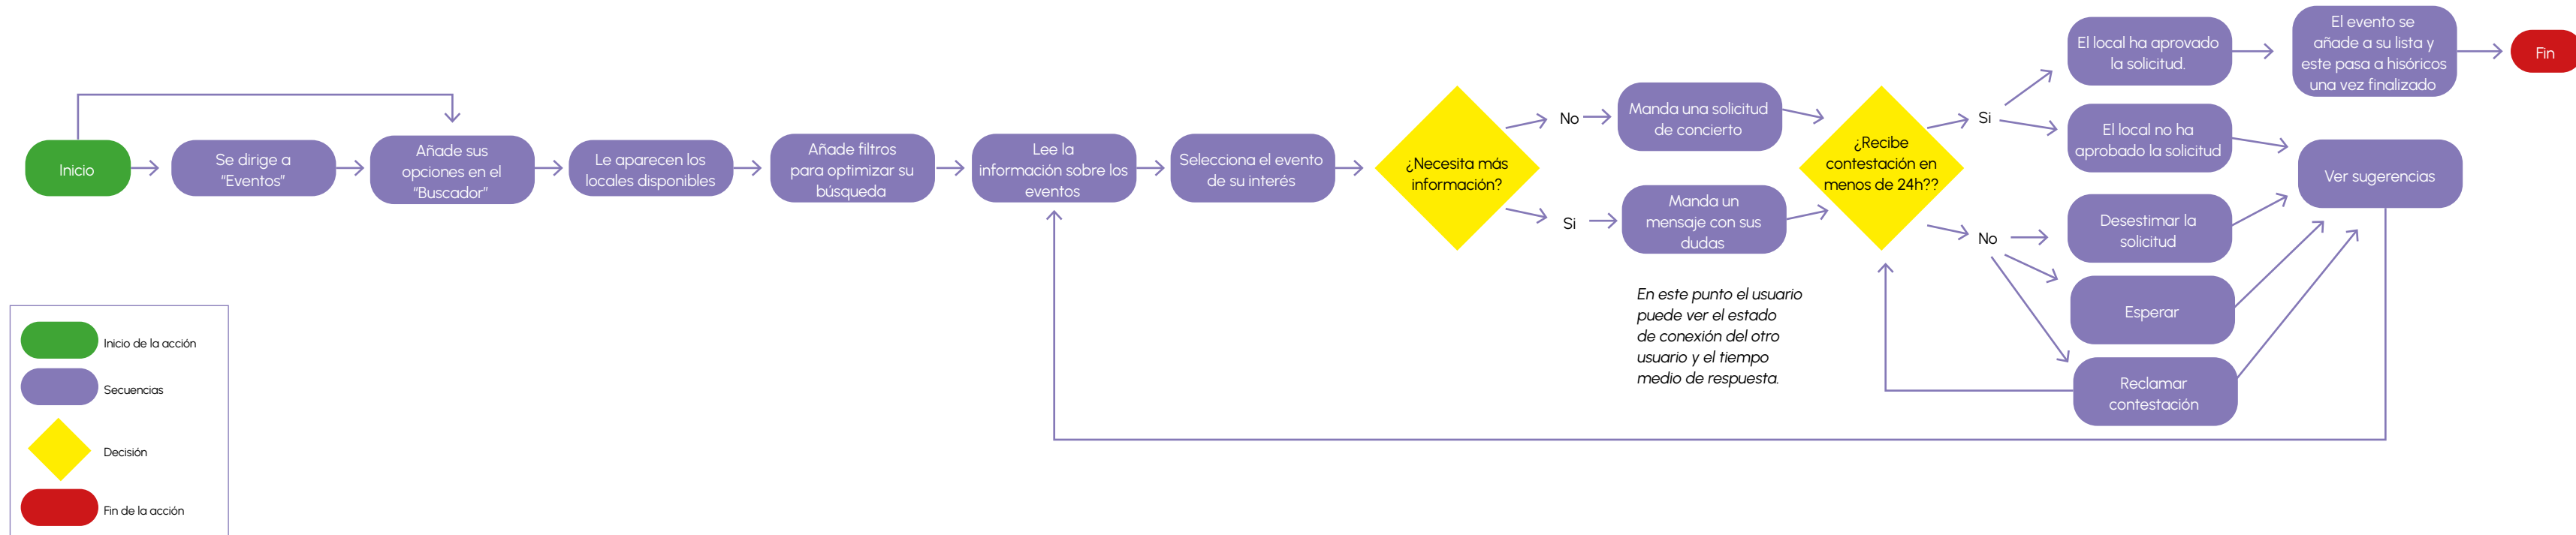 Inicio
Se dirige a
"Eventos"
Añade sus
opciones en el
"Buscador"
Le aparecen los
locales disponibles
Añade filtros
para optimizar su
búsqueda
Lee la
información sobre los
eventos
Selecciona el evento
de su interés
¿Necesita más
información?
No
Manda una solicitud
de concierto
Si
Manda un
mensaje con sus
dudas
En este punto el usuario
puede ver el estado
de conexión del otro
usuario y el tiempo
medio de respuesta.
¿Recibe
contestación en
menos de 24h??
Si
El local ha aprovado
la solicitud.
El evento se
añade a su lista y
este pasa a hisóricos
una vez finalizado
Fin
El local no ha
aprobado la solicitud
Ver sugerencias
No
Desestimar la
solicitud
Esperar
Reclamar
contestación
Inicio de la acción
Secuencias
Decisión
Fin de la acción